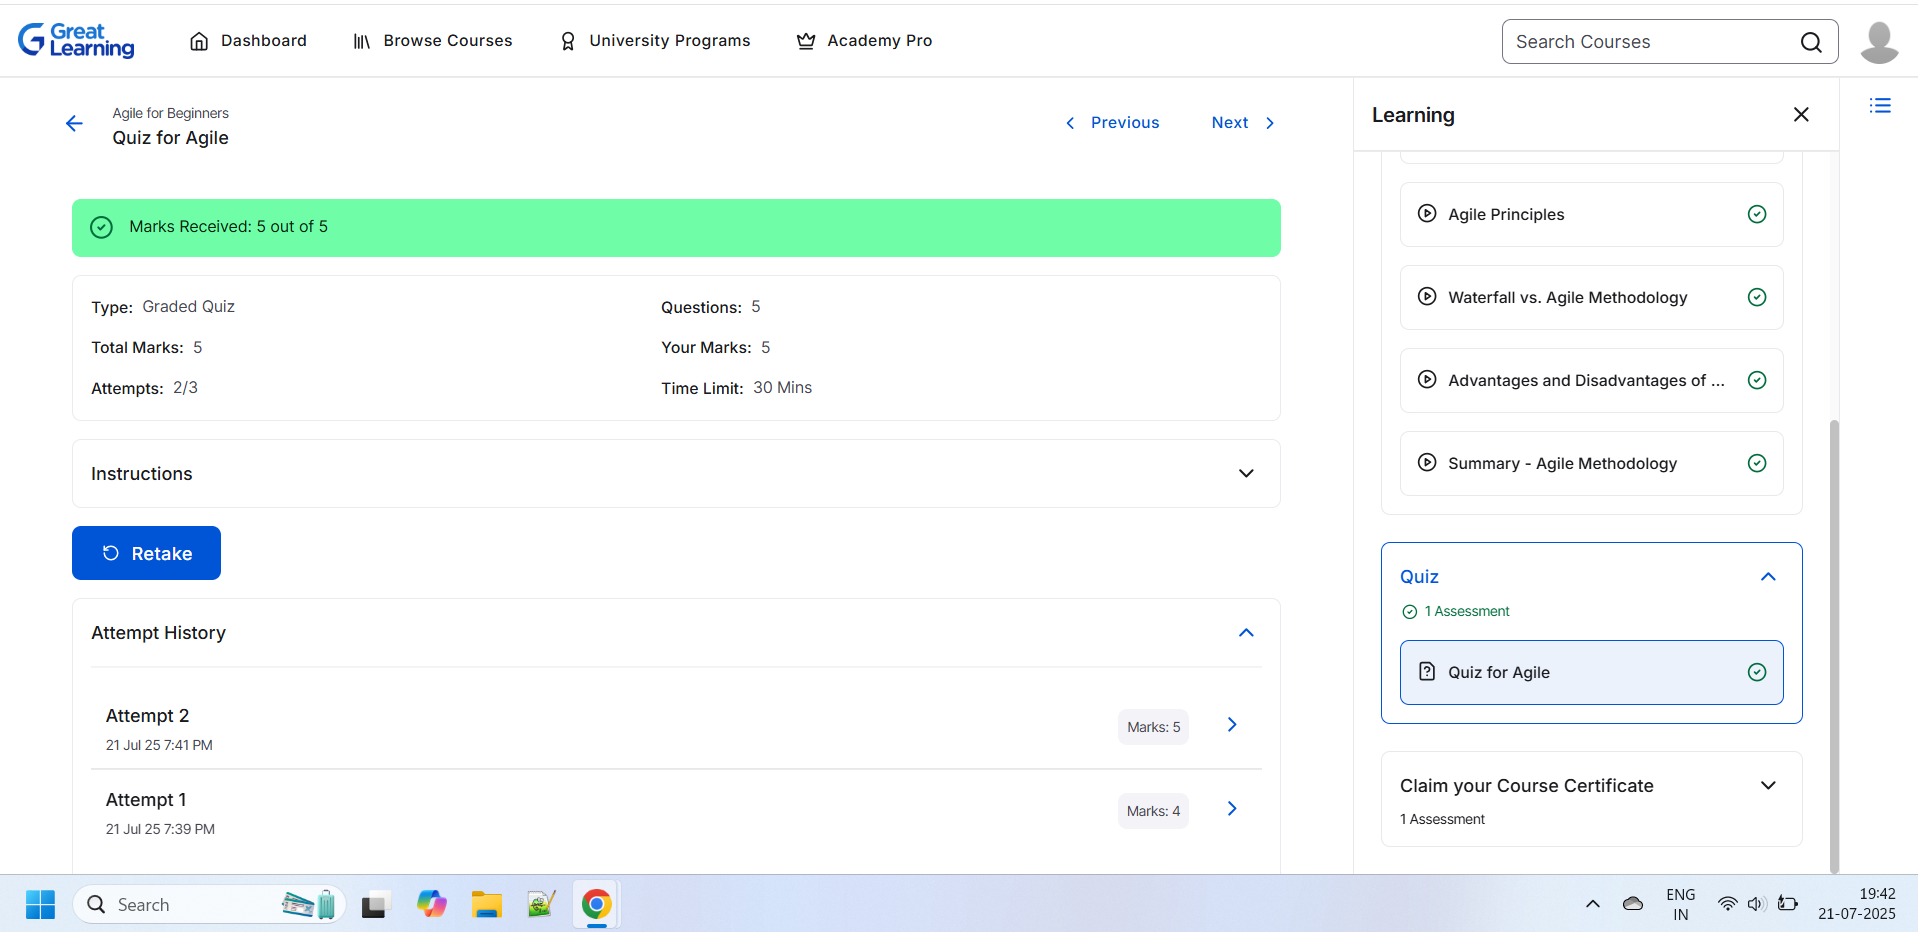 Great Learning
Dashboard
Browse Courses
University Programs
Academy Pro
Search Courses
Agile for Beginners
Quiz for Agile
Previous
Next
Marks Received: 5 out of 5
Type: Graded Quiz
Questions: 5
Total Marks: 5
Your Marks: 5
Attempts: 2/3
Time Limit: 30 Mins
Instructions
Retake
Attempt History
Attempt 2
21 Jul 25 7:41 PM
Marks: 5
Attempt 1
21 Jul 25 7:39 PM
Marks: 4
Learning
Agile Principles
Waterfall vs. Agile Methodology
Advantages and Disadvantages of ...
Summary - Agile Methodology
Quiz
1 Assessment
Quiz for Agile
Claim your Course Certificate
1 Assessment
Search
ENG
IN
19:42
21-07-2025